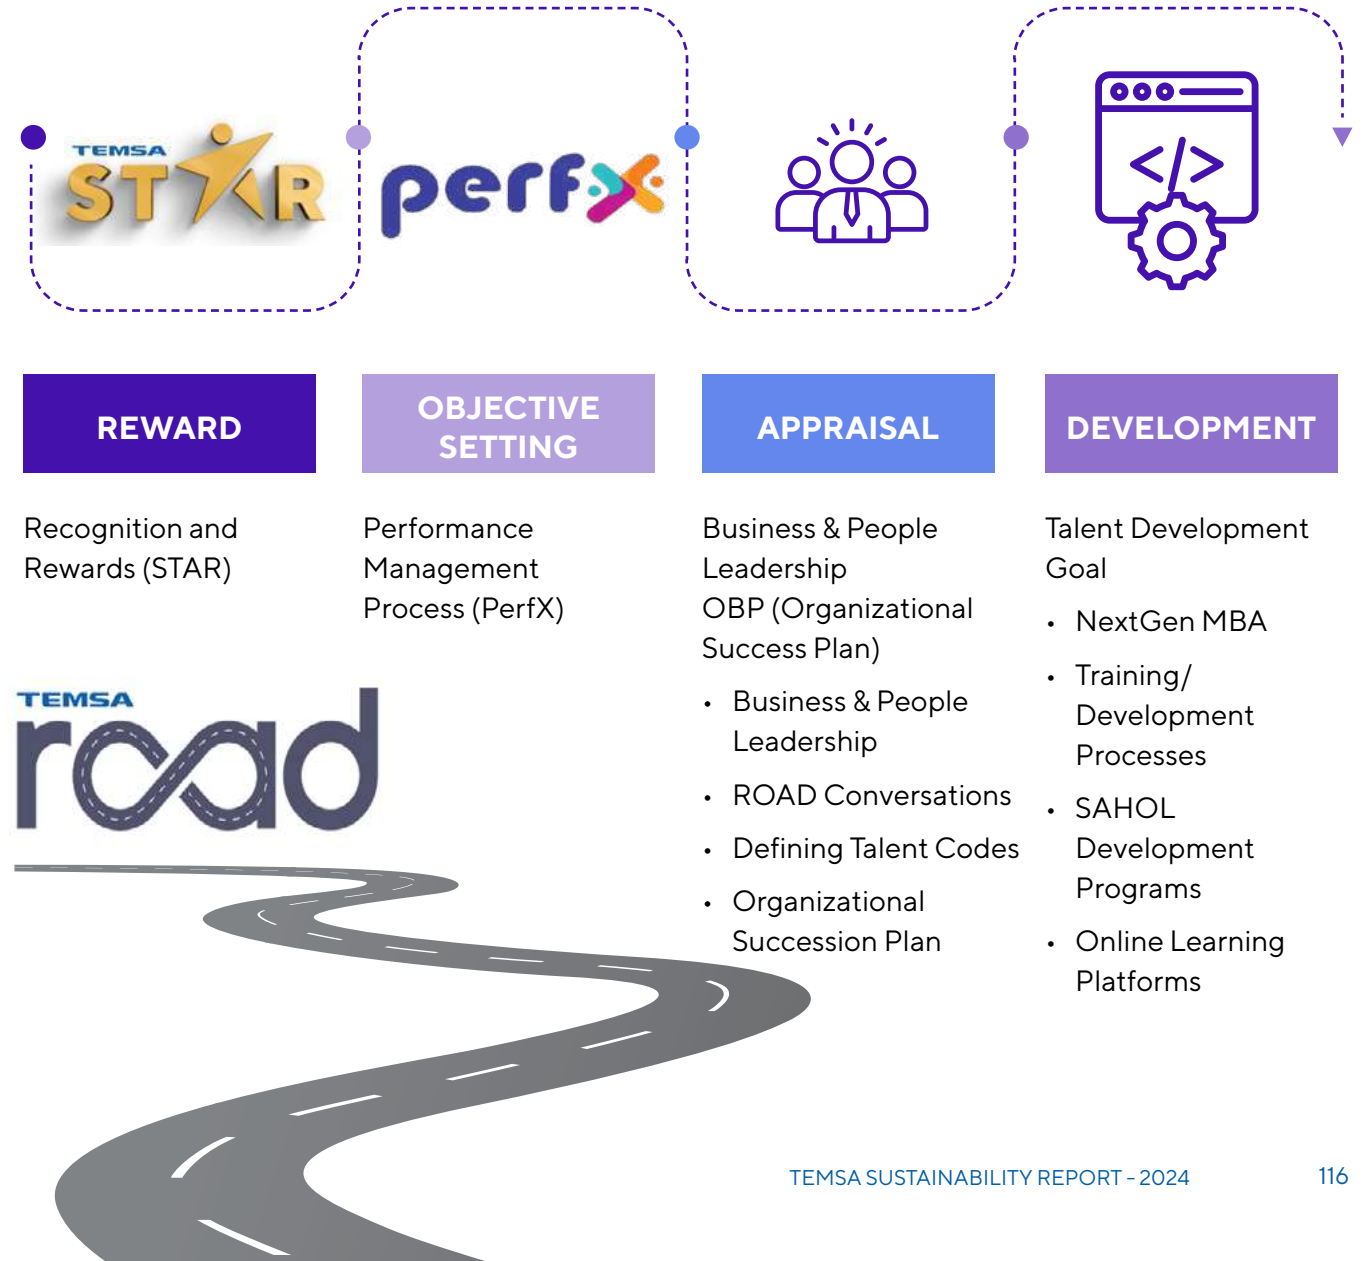 TEMSA
STAR
perfx
</>
REWARD
Recognition and
Rewards (STAR)
OBJECTIVE
SETTING
Performance
Management
Process (PerfX)
APPRAISAL
Business & People
Leadership
OBP (Organizational
Success Plan)
• Business & People
Leadership
• ROAD Conversations
• Defining Talent Codes
• Organizational
Succession Plan
DEVELOPMENT
Talent Development
Goal
• NextGen MBA
• Training/
Development
Processes
• SAHOL
Development
Programs
• Online Learning
Platforms
TEMSA
road
TEMSA SUSTAINABILITY REPORT - 2024
116